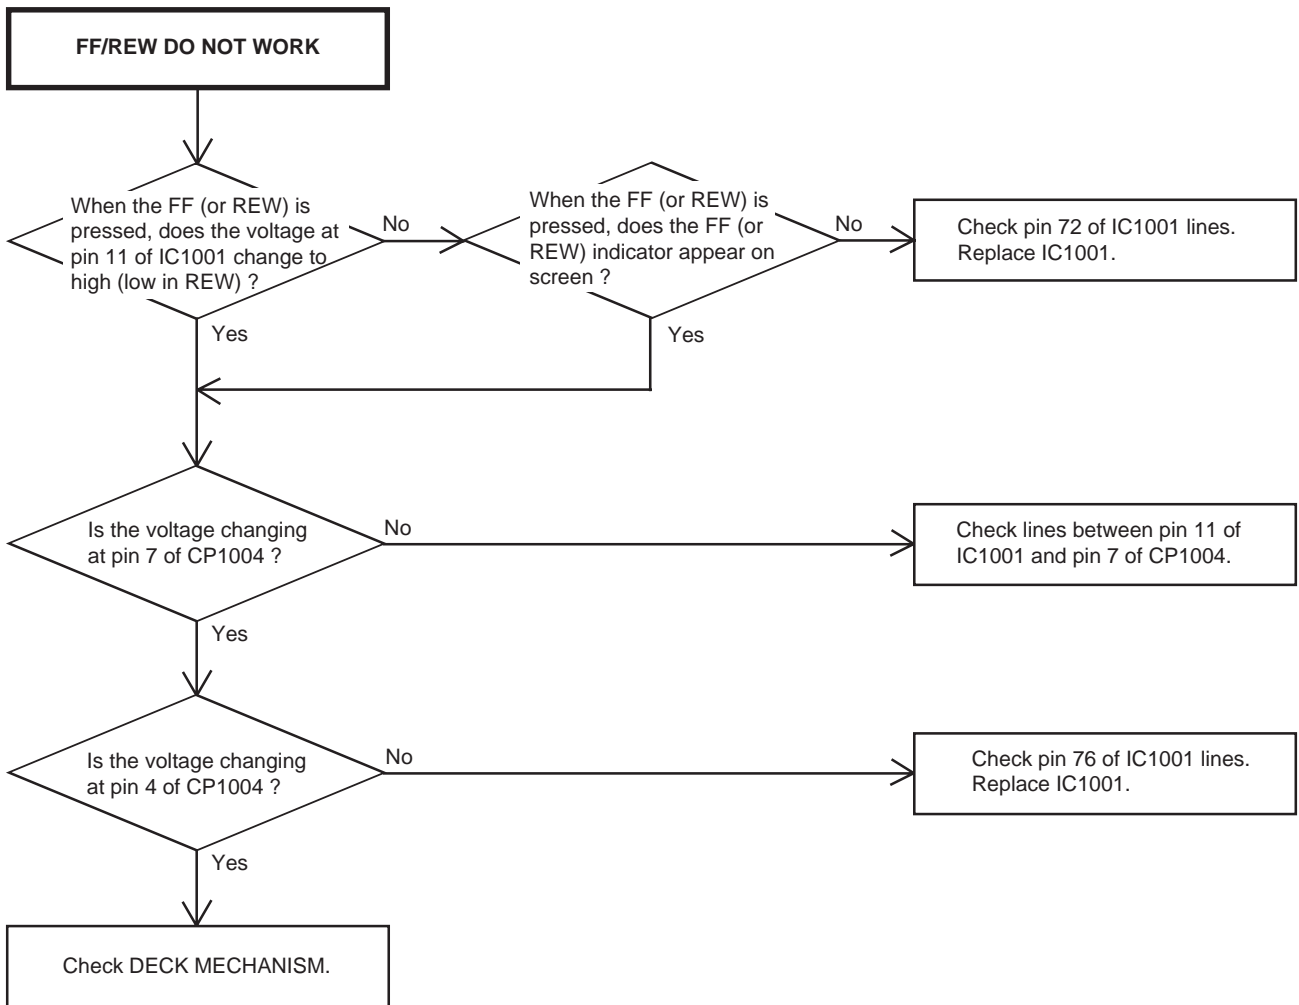 FF/REW DO NOT WORK
When the FF (or REW) is
pressed, does the voltage at
pin 11 of IC1001 change to
high (low in REW) ?
No
When the FF (or REW) is
pressed, does the FF (or
REW) indicator appear on
screen ?
No
Check pin 72 of IC1001 lines.
Replace IC1001.
Yes
Yes
Is the voltage changing
at pin 7 of CP1004 ?
No
Check lines between pin 11 of
IC1001 and pin 7 of CP1004.
Yes
Is the voltage changing
at pin 4 of CP1004 ?
No
Check pin 76 of IC1001 lines.
Replace IC1001.
Yes
Check DECK MECHANISM.